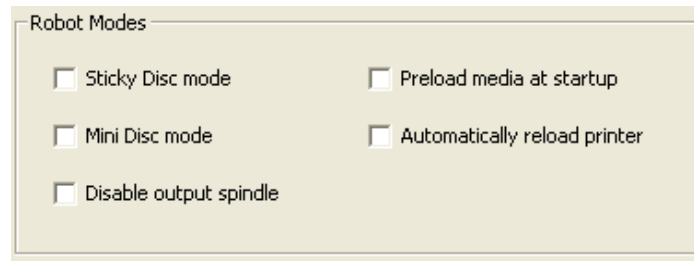 Robot Modes
Sticky Disc mode
Preload media at startup
Mini Disc mode
Automatically reload printer
Disable output spindle